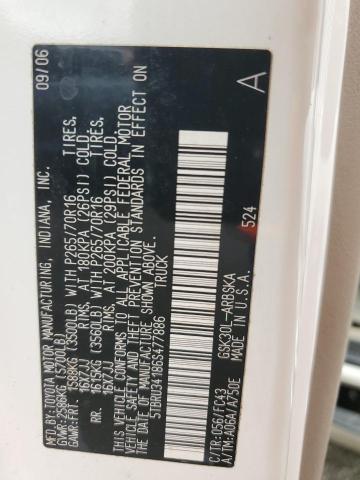 MFD. BY: TOYOTA MOTOR MANUFACTURING, INDIANA, INC. 09/06
GVWR: 2586KG (5700LB)
GAWR: FRT. 1588KG (3500LB) WITH P265/70R16 TIRES.
16X7JJ RIMS, AT 180KPA (26PSI) COLD.
RR. 1615KG (3560LB) WITH P265/70R16 TIRES.
16X7JJ RIMS, AT 200KPA (29PSI) COLD.
THIS VEHICLE CONFORMS TO ALL APPLICABLE FEDERAL MOTOR
VEHICLE SAFETY AND THEFT PREVENTION STANDARDS IN EFFECT ON
THE DATE OF MANUFACTURE SHOWN ABOVE.
5TDRU34186S477886 TRUCK
524 A
GSK30L-ARBSKA
C/TR: 056/FC43 MADE IN U.S.A.
A/TM: A06A/A750E